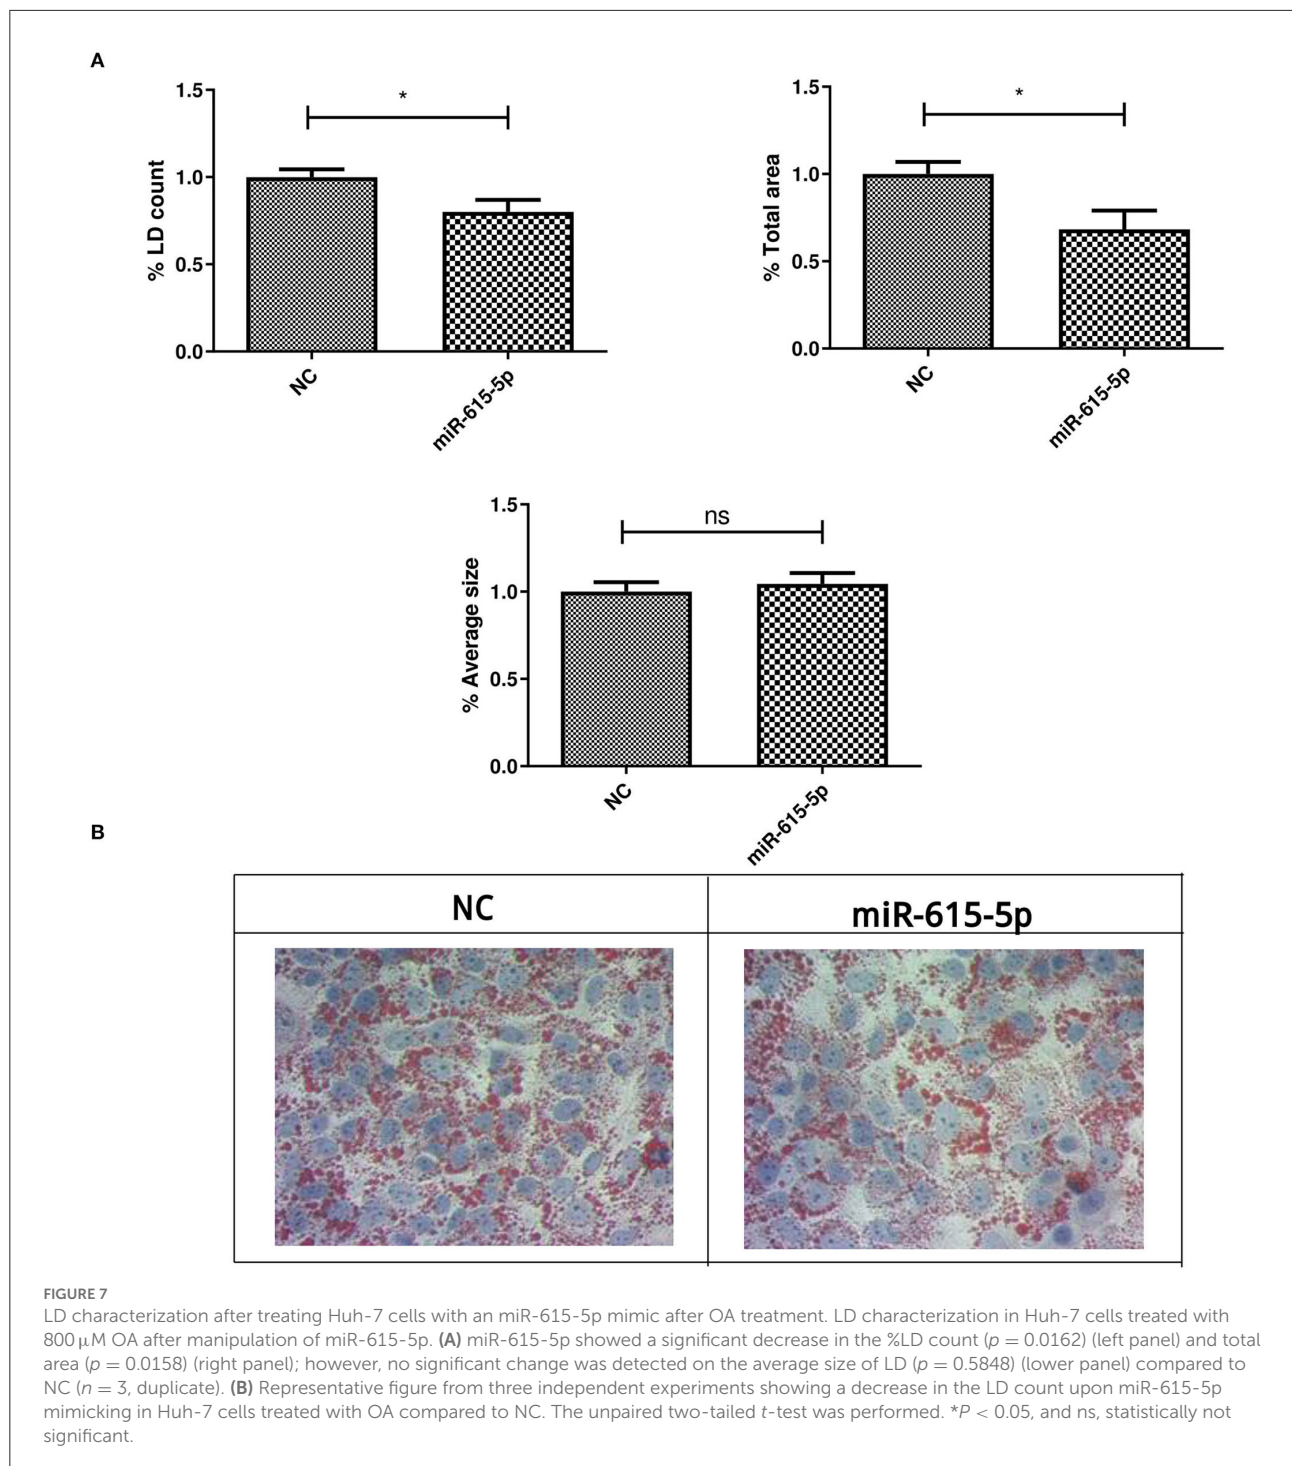 A
1.5
1.0
0.5
0.0
% LD count
*
NC
miR-615-5p
1.5
1.0
0.5
0.0
% Total area
*
NC
miR-615-5p
1.5
1.0
0.5
0.0
% Average size
ns
NC
miR-615-5p
B
NC
miR-615-5p
FIGURE 7
LD characterization after treating Huh-7 cells with an miR-615-5p mimic after OA treatment. LD characterization in Huh-7 cells treated with
800 µM OA after manipulation of miR-615-5p. (A) miR-615-5p showed a significant decrease in the %LD count (p = 0.0162) (left panel) and total
area (p = 0.0158) (right panel); however, no significant change was detected on the average size of LD (p = 0.5848) (lower panel) compared to
NC (n = 3, duplicate). (B) Representative figure from three independent experiments showing a decrease in the LD count upon miR-615-5p
mimicking in Huh-7 cells treated with OA compared to NC. The unpaired two-tailed t-test was performed. *P < 0.05, and ns, statistically not
significant.